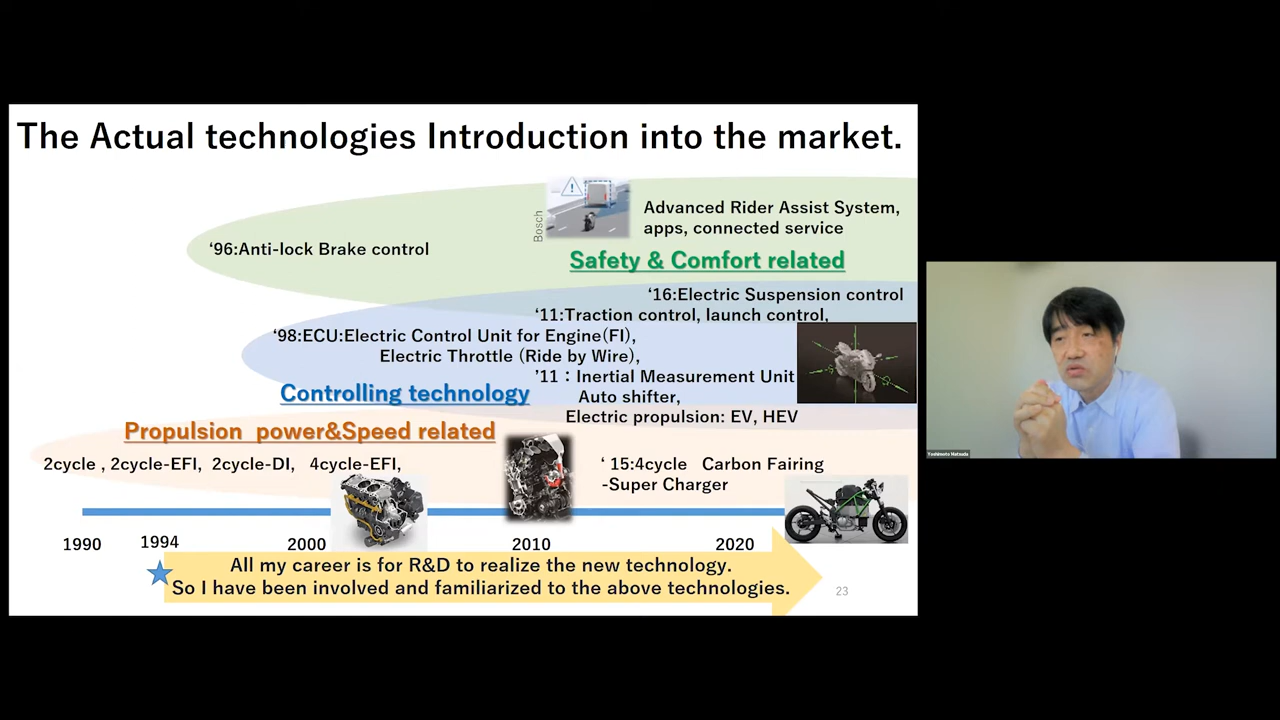 The Actual technologies Introduction into the market.
Bosch
Advanced Rider Assist System,
apps, connected service
‘96:Anti-lock Brake control
Safety & Comfort related
‘16:Electric Suspension control
‘11:Traction control, launch control,
‘98:ECU:Electric Control Unit for Engine(FI),
Electric Throttle (Ride by Wire),
’11：Inertial Measurement Unit
Auto shifter,
Controlling technology
Electric propulsion: EV, HEV
Propulsion power&Speed related
2cycle , 2cycle-EFI, 2cycle-DI, 4cycle-EFI,
‘ 15:4cycle Carbon Fairing
-Super Charger
1990
1994
2000
2010
2020
All my career is for R&D to realize the new technology.
So I have been involved and familiarized to the above technologies.
23
Yoshimoto Matsuda